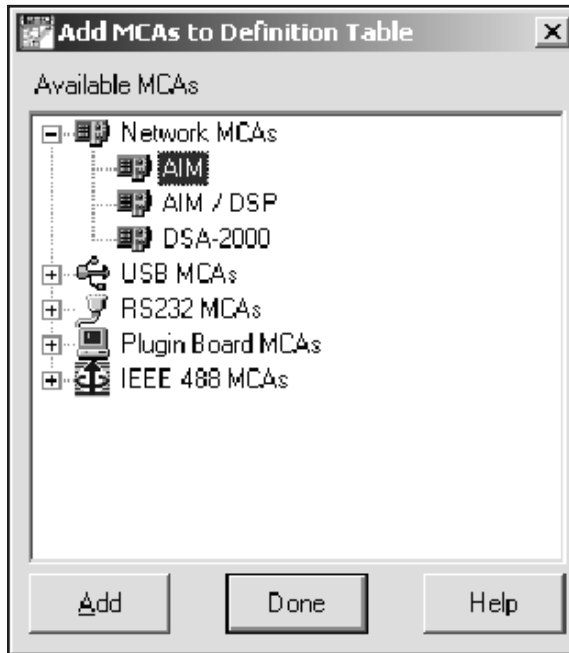 Add MCAs to Definition Table
Available MCAs
Network MCAs
AIM
AIM / DSP
DSA-2000
USB MCAs
RS232 MCAs
Plugin Board MCAs
IEEE 488 MCAs
Add
Done
Help